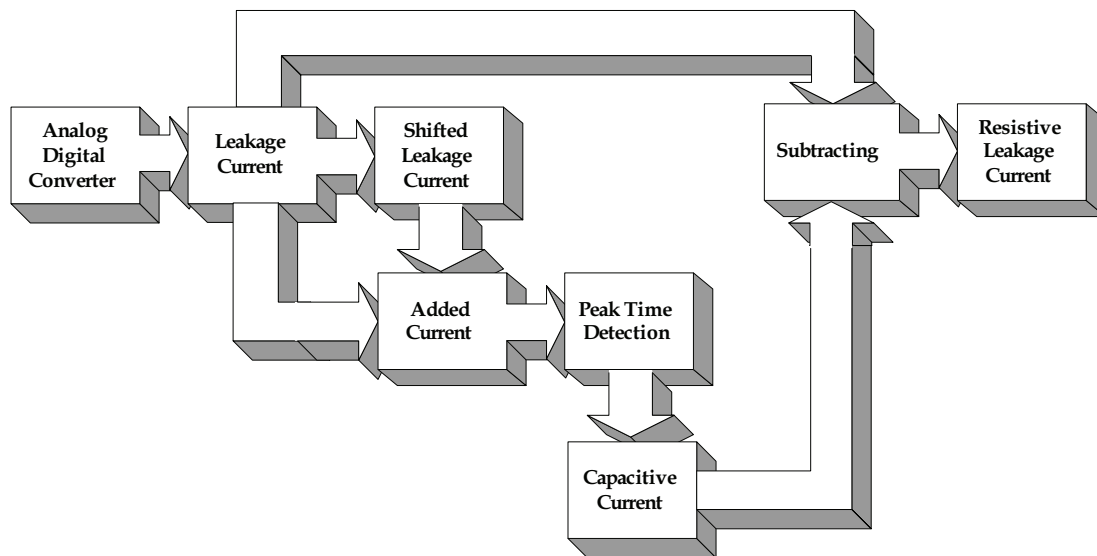 Analog
Digital
Converter
Leakage
Current
Shifted
Leakage
Current
Subtracting
Resistive
Leakage
Current
Added
Current
Peak Time
Detection
Capacitive
Current